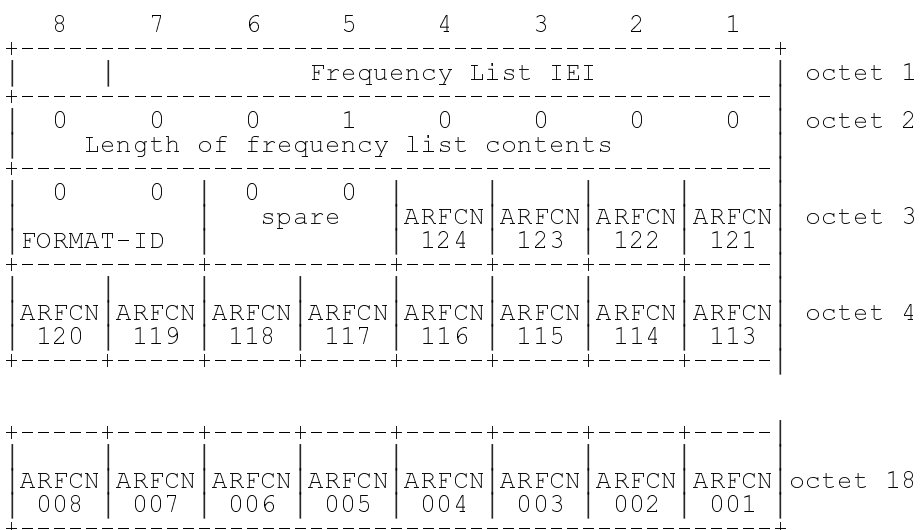 8 7 6 5 4 3 2 1
Frequency List IEI octet 1
0 0 0 1 0 0 0 0 octet 2
Length of frequency list contents
0 0 0 0
spare ARFCN ARFCN ARFCN ARFCN octet 3
FORMAT-ID 124 123 122 121
ARFCN ARFCN ARFCN ARFCN ARFCN ARFCN ARFCN ARFCN octet 4
120 119 118 117 116 115 114 113
ARFCN ARFCN ARFCN ARFCN ARFCN ARFCN ARFCN ARFCN octet 18
008 007 006 005 004 003 002 001